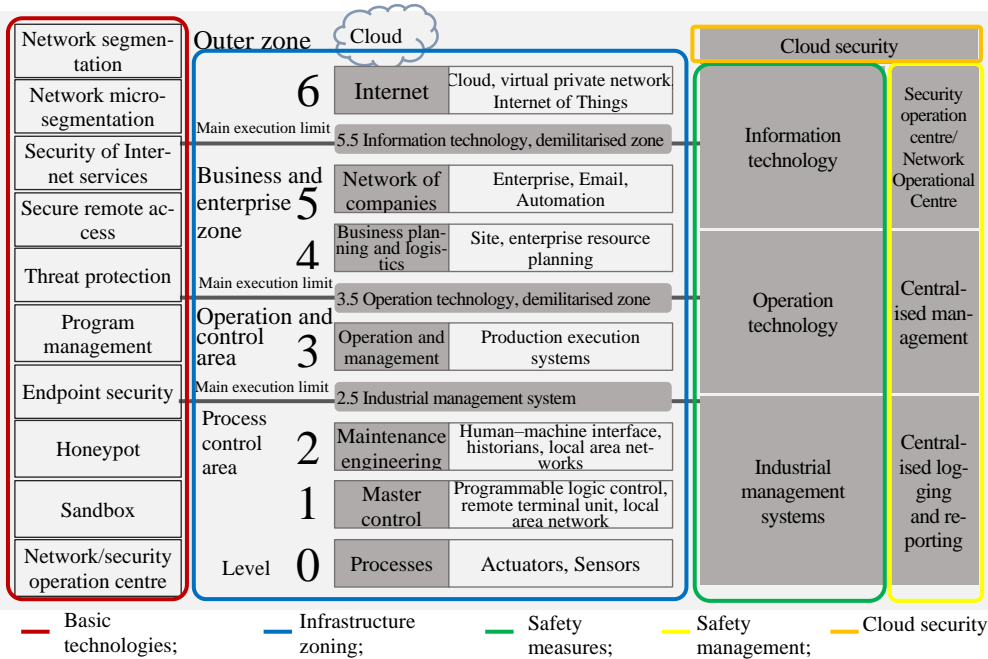 Network segmen-
tation
Network micro-
segmentation
Security of Inter-
net services
Secure remote ac-
cess
Threat protection
Program
management
Endpoint security
Honeypot
Sandbox
Network/security
operation centre
Outer zone
Cloud
6
Internet
Cloud, virtual private network,
Internet of Things
Main execution limit
5.5 Information technology, demilitarised zone
Business and
enterprise
zone
5
Network of
companies
Enterprise, Email,
Automation
4
Business plan-
ning and logis-
tics
Site, enterprise resource
planning
Main execution limit
3.5 Operation technology, demilitarised zone
Operation and
control
area
3
Operation and
management
Production execution
systems
Main execution limit
2.5 Industrial management system
Process
control
area
2
Maintenance
engineering
Human–machine interface,
historians, local area net-
works
1
Master
control
Programmable logic control,
remote terminal unit, local
area network
Level
0
Processes
Actuators, Sensors
Cloud security
Information
technology
Operation
technology
Industrial
management
systems
Security
operation
centre/
Network
Operational
Centre
Central-
ised man-
agement
Central-
ised log-
ging
and re-
porting
Basic
technologies;
Infrastructure
zoning;
Safety
measures;
Safety
management;
Cloud security